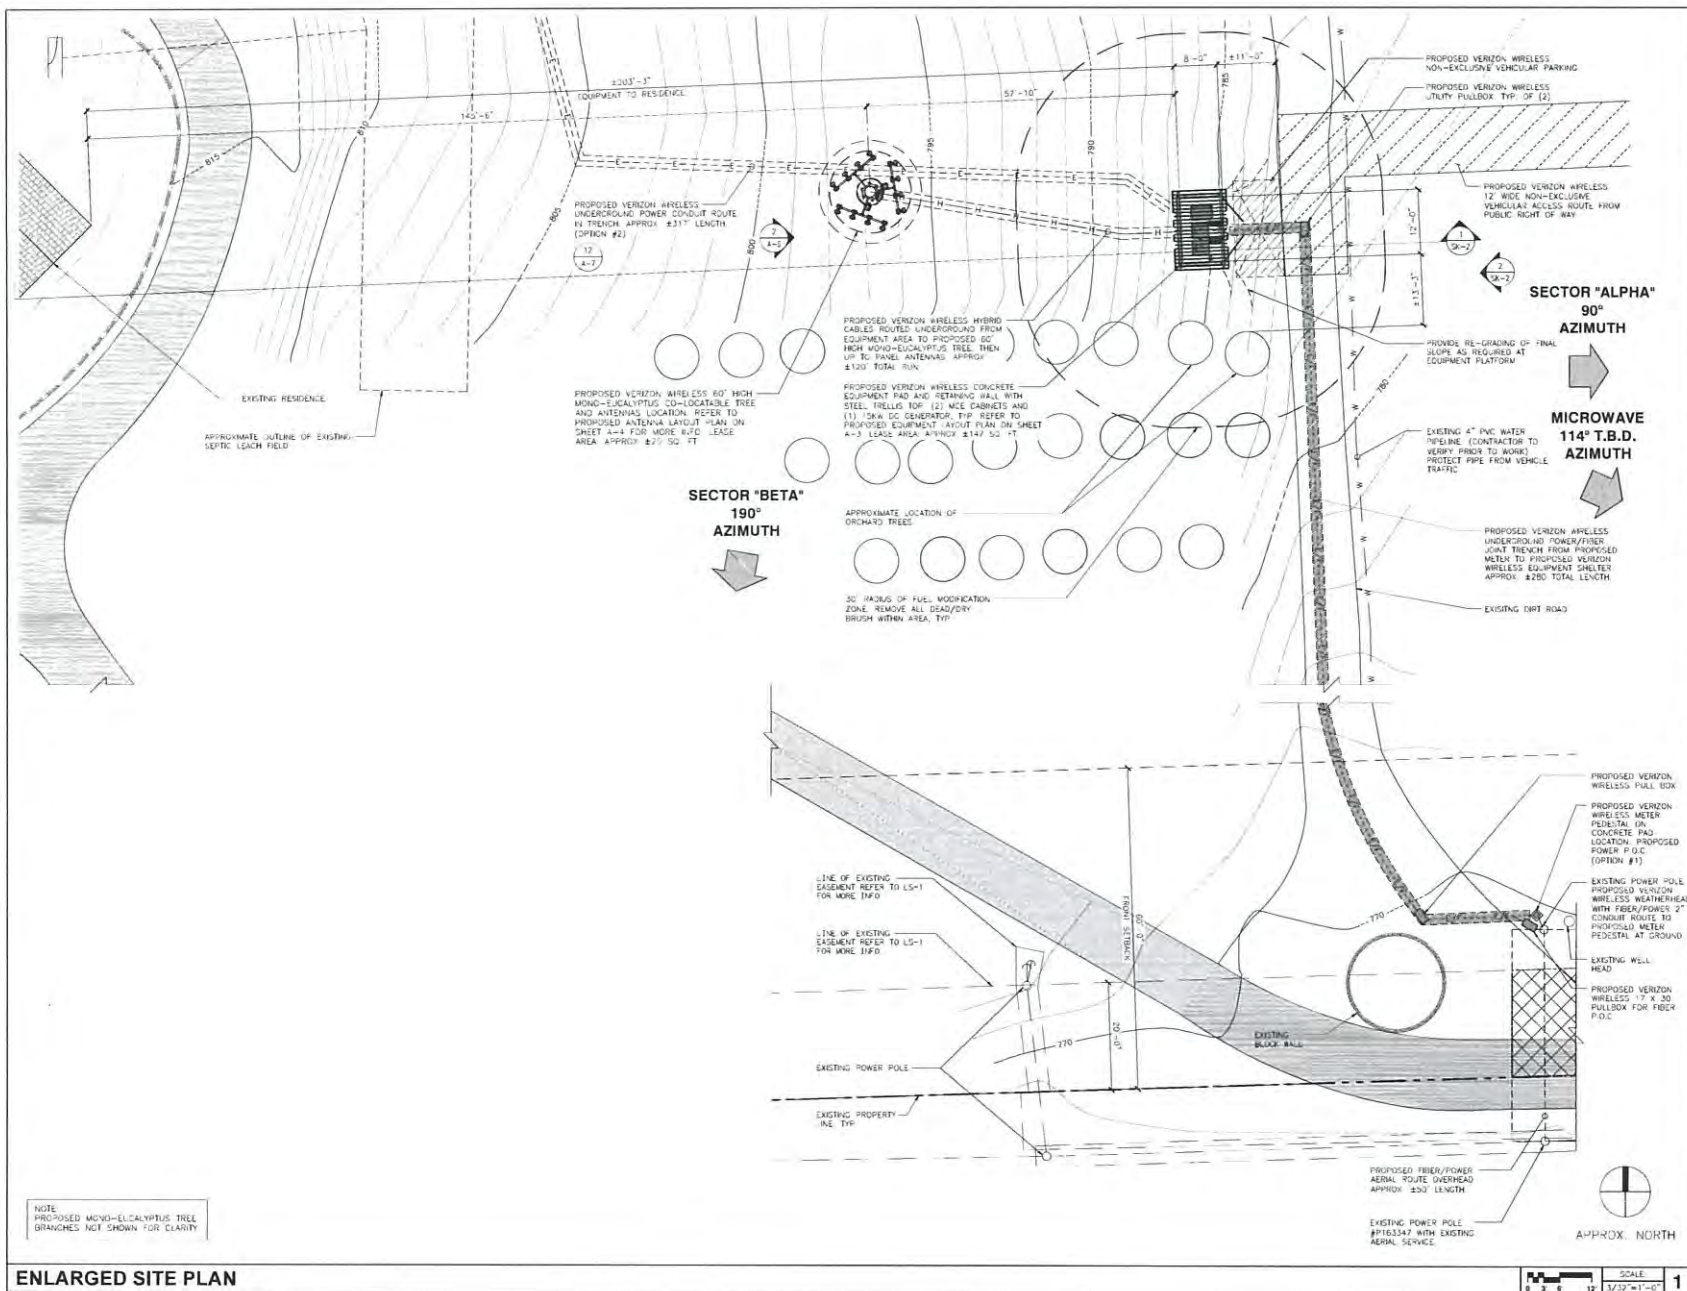 PROPOSED VERIZON WIRELESS
NON-EXCLUSIVE VEHICULAR PARKING
PROPOSED VERIZON WIRELESS
UTILITY PULLBOX TYP. OF (2)
8'-0"
±11'-0"
785
±203'-3"
EQUIPMENT TO RESIDENCE
57'-10"
145'-6"
810
815
795
790
805
800
PROPOSED VERIZON WIRELESS
12' WIDE NON-EXCLUSIVE
VEHICULAR ACCESS ROUTE FROM
PUBLIC RIGHT OF WAY
PROPOSED VERIZON WIRELESS
UNDERGROUND POWER CONDUIT ROUTE
IN TRENCH. APPROX. ±317' LENGTH.
(OPTION #2)
12
A-7
2
A-6
12'-0"
±13'-3"
1
SK-2
2
SK-2
SECTOR "ALPHA"
90°
AZIMUTH
PROPOSED VERIZON WIRELESS HYBRID
CABLES ROUTED UNDERGROUND FROM
EQUIPMENT AREA TO PROPOSED 60'
HIGH MONO-EUCALYPTUS TREE, THEN
UP TO PANEL ANTENNAS. APPROX
±120' TOTAL RUN
PROVIDE RE-GRADING OF FINAL
SLOPE AS REQUIRED AT
EQUIPMENT PLATFORM
780
EXISTING RESIDENCE
PROPOSED VERIZON WIRELESS 60' HIGH
MONO-EUCALYPTUS CO-LOCATABLE TREE
AND ANTENNAS LOCATION. REFER TO
PROPOSED ANTENNA LAYOUT PLAN ON
SHEET A-4 FOR MORE INFO. LEASE
AREA: APPROX ±25 SQ. FT
PROPOSED VERIZON WIRELESS CONCRETE
EQUIPMENT PAD AND RETAINING WALL WITH
STEEL TRELLIS TOP. (2) MCE CABINETS AND
(1) 15KW DC GENERATOR, TYP. REFER TO
PROPOSED EQUIPMENT LAYOUT PLAN ON SHEET
A-3. LEASE AREA: APPROX ±147 SQ. FT
MICROWAVE
114° T.B.D.
AZIMUTH
APPROXIMATE OUTLINE OF EXISTING
SEPTIC LEACH FIELD
EXISTING 4" PVC WATER
PIPELINE. (CONTRACTOR TO
VERIFY PRIOR TO WORK)
PROTECT PIPE FROM VEHICLE
TRAFFIC
SECTOR "BETA"
190°
AZIMUTH
APPROXIMATE LOCATION OF
ORCHARD TREES
PROPOSED VERIZON WIRELESS
UNDERGROUND POWER/FIBER
JOINT TRENCH FROM PROPOSED
METER TO PROPOSED VERIZON
WIRELESS EQUIPMENT SHELTER
APPROX. ±280 TOTAL LENGTH.
30' RADIUS OF FUEL MODIFICATION
ZONE. REMOVE ALL DEAD/DRY
BRUSH WITHIN AREA, TYP
EXISITNG DIRT ROAD
PROPOSED VERIZON
WIRELESS PULL BOX
PROPOSED VERIZON
WIRELESS METER
PEDESTAL ON
CONCRETE PAD
LOCATION. PROPOSED
POWER P.O.C.
(OPTION #1)
LINE OF EXISTING
EASEMENT REFER TO LS-1
FOR MORE INFO
60'-0"
FRONT SETBACK
770
EXISTING POWER POLE
PROPOSED VERIZON
WIRELESS WEATHERHEAD
WITH FIBER/POWER 2"
CONDUIT ROUTE TO
PROPOSED METER
PEDESTAL AT GROUND
LINE OF EXISTING
EASEMENT REFER TO LS-1
FOR MORE INFO
EXISTING WELL
HEAD
PROPOSED VERIZON
WIRELESS 17 X 30
PULLBOX FOR FIBER
P.O.C.
20'-0"
770
EXISTING
BLOCK WALL
EXISTING POWER POLE
EXISTING PROPERTY
LINE, TYP
PROPOSED FIBER/POWER
AERIAL ROUTE OVERHEAD
APPROX ±50' LENGTH
EXISTING POWER POLE
#P163347 WITH EXISTING
AERIAL SERVICE
APPROX. NORTH
NOTE
PROPOSED MONO-EUCALYPTUS TREE
BRANCHES NOT SHOWN FOR CLARITY
ENLARGED SITE PLAN
0 3 6 12'
SCALE:
3/32"=1'-0"
1